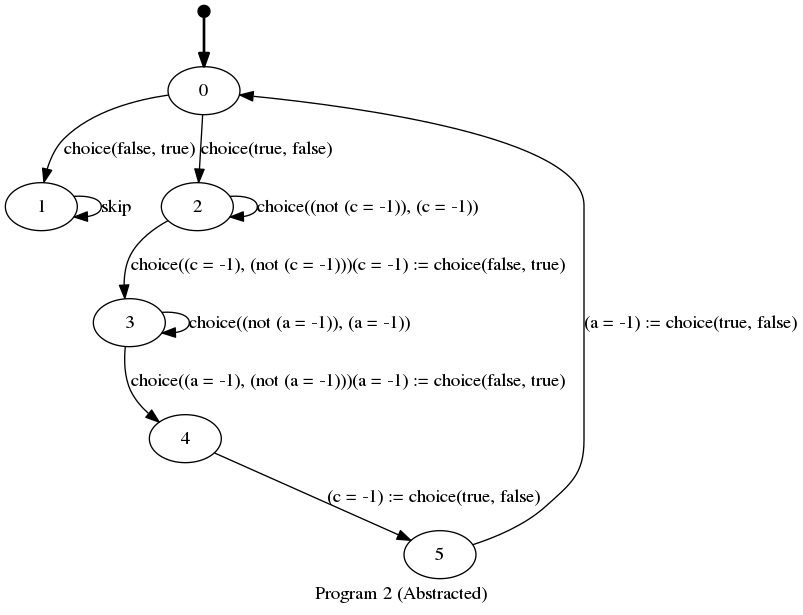 0
choice(false, true)
choice(true, false)
1
skip
2
choice((not (c = -1)), (c = -1))
choice((c = -1), (not (c = -1)))(c = -1) := choice(false, true)
3
choice((not (a = -1)), (a = -1))
(a = -1) := choice(true, false)
choice((a = -1), (not (a = -1)))(a = -1) := choice(false, true)
4
(c = -1) := choice(true, false)
5
Program 2 (Abstracted)